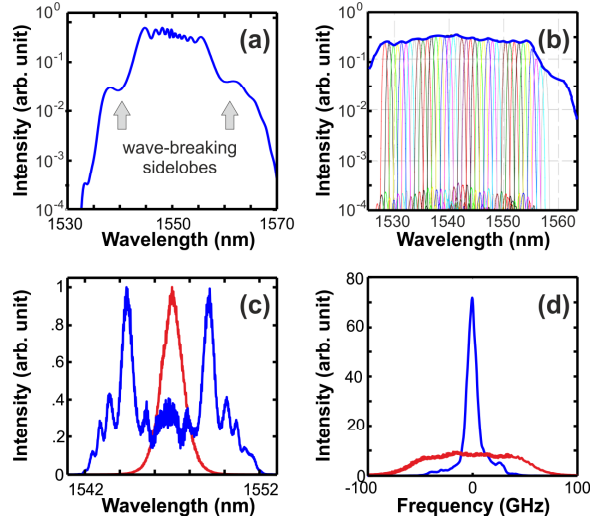 (a)
Intensity (arb. unit)
10^0
10^-1
10^-2
10^-3
10^-4
wave-breaking
sidelobes
1530
1550
1570
Wavelength (nm)
(b)
Intensity (arb. unit)
10^0
10^-1
10^-2
10^-3
10^-4
1530
1540
1550
1560
Wavelength (nm)
(c)
Intensity (arb. unit)
1
.8
.6
.4
.2
0
1542
1552
Wavelength (nm)
(d)
Intensity (arb. unit)
80
60
40
20
0
-100
0
100
Frequency (GHz)